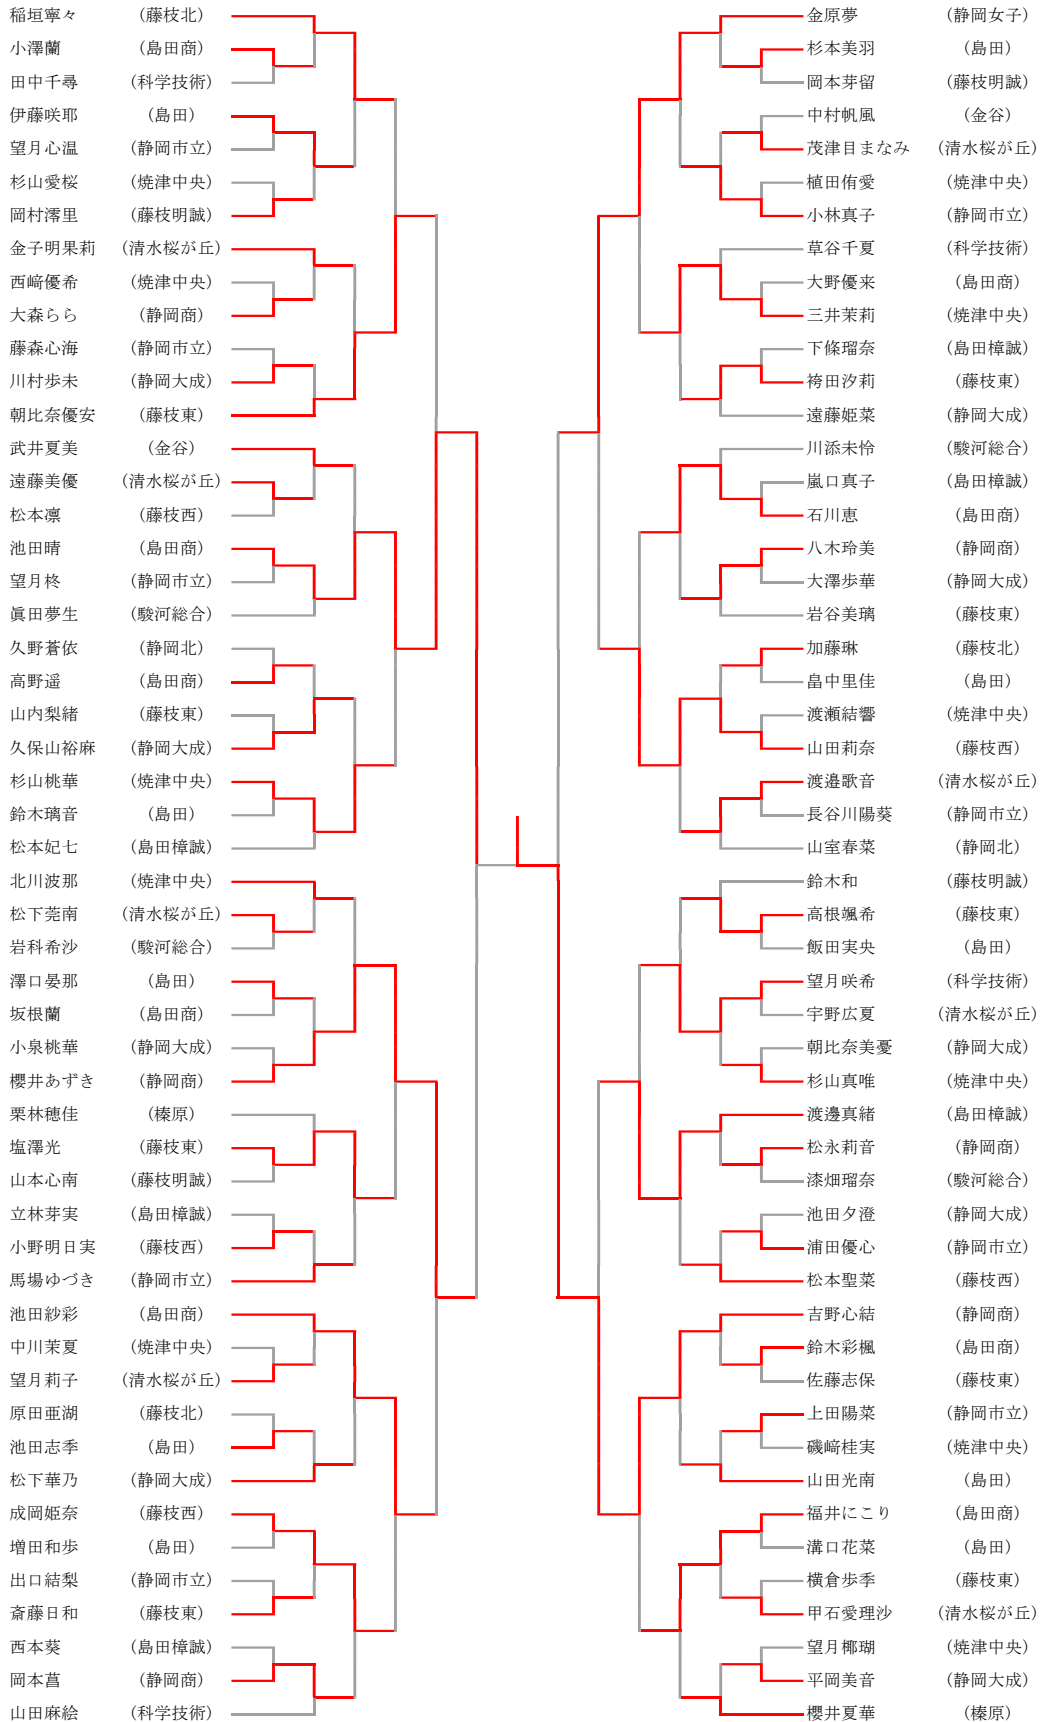 稲垣寧々 (藤枝北)
小澤蘭 (島田商)
田中千尋 (科学技術)
伊藤咲耶 (島田)
望月心温 (静岡市立)
杉山愛桜 (焼津中央)
岡村澪里 (藤枝明誠)
金子明果莉 (清水桜が丘)
西﨑優希 (焼津中央)
大森らら (静岡商)
藤森心海 (静岡市立)
川村歩未 (静岡大成)
朝比奈優安 (藤枝東)
武井夏美 (金谷)
遠藤美優 (清水桜が丘)
松本凛 (藤枝西)
池田晴 (島田商)
望月柊 (静岡市立)
眞田夢生 (駿河総合)
久野蒼依 (静岡北)
高野遥 (島田商)
山内梨緒 (藤枝東)
久保山裕麻 (静岡大成)
杉山桃華 (焼津中央)
鈴木璃音 (島田)
松本妃七 (島田樟誠)
北川波那 (焼津中央)
松下莞南 (清水桜が丘)
岩科希沙 (駿河総合)
澤口晏那 (島田)
坂根蘭 (島田商)
小泉桃華 (静岡大成)
櫻井あずき (静岡商)
栗林穂佳 (榛原)
塩澤光 (藤枝東)
山本心南 (藤枝明誠)
立林芽実 (島田樟誠)
小野明日実 (藤枝西)
馬場ゆづき (静岡市立)
池田紗彩 (島田商)
中川茉夏 (焼津中央)
望月莉子 (清水桜が丘)
原田亜湖 (藤枝北)
池田志季 (島田)
松下華乃 (静岡大成)
成岡姫奈 (藤枝西)
増田和歩 (島田)
出口結梨 (静岡市立)
斎藤日和 (藤枝東)
西本葵 (島田樟誠)
岡本菖 (静岡商)
山田麻絵 (科学技術)
金原夢 (静岡女子)
杉本美羽 (島田)
岡本芽留 (藤枝明誠)
中村帆風 (金谷)
茂津目まなみ (清水桜が丘)
植田侑愛 (焼津中央)
小林真子 (静岡市立)
草谷千夏 (科学技術)
大野優来 (島田商)
三井茉莉 (焼津中央)
下條瑠奈 (島田樟誠)
袴田汐莉 (藤枝東)
遠藤姫菜 (静岡大成)
川添未怜 (駿河総合)
嵐口真子 (島田樟誠)
石川恵 (島田商)
八木玲美 (静岡商)
大澤歩華 (静岡大成)
岩谷美璃 (藤枝東)
加藤琳 (藤枝北)
畠中里佳 (島田)
渡瀬結響 (焼津中央)
山田莉奈 (藤枝西)
渡邉歌音 (清水桜が丘)
長谷川陽葵 (静岡市立)
山室春菜 (静岡北)
鈴木和 (藤枝明誠)
高根颯希 (藤枝東)
飯田実央 (島田)
望月咲希 (科学技術)
宇野広夏 (清水桜が丘)
朝比奈美憂 (静岡大成)
杉山真唯 (焼津中央)
渡邊真緒 (島田樟誠)
松永莉音 (静岡商)
漆畑瑠奈 (駿河総合)
池田夕澄 (静岡大成)
浦田優心 (静岡市立)
松本聖菜 (藤枝西)
吉野心結 (静岡商)
鈴木彩楓 (島田商)
佐藤志保 (藤枝東)
上田陽菜 (静岡市立)
磯﨑桂実 (焼津中央)
山田光南 (島田)
福井にこり (島田商)
溝口花菜 (島田)
横倉歩季 (藤枝東)
甲石愛理沙 (清水桜が丘)
望月椰瑚 (焼津中央)
平岡美音 (静岡大成)
櫻井夏華 (榛原)